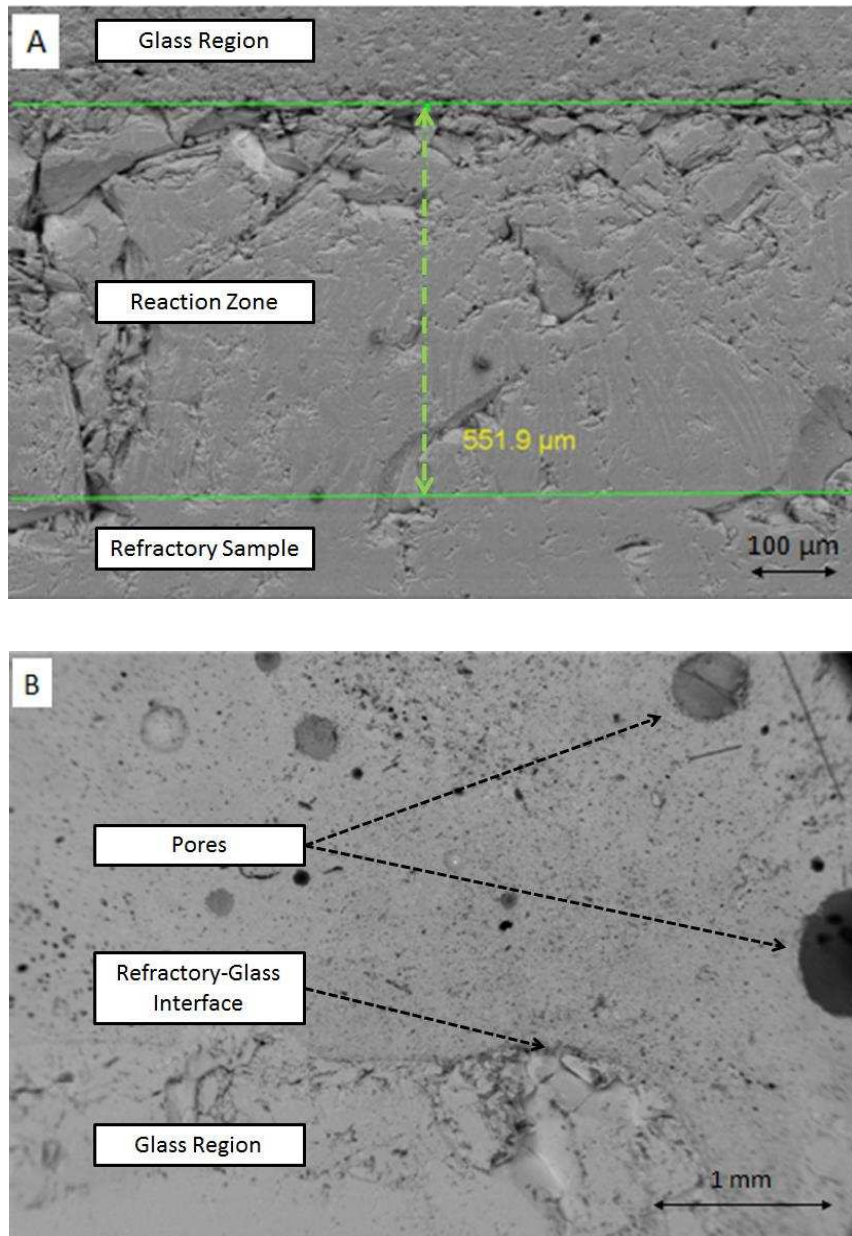 A
Glass Region
Reaction Zone
551.9 µm
Refractory Sample
100 µm
B
Pores
Refractory-Glass
Interface
Glass Region
1 mm